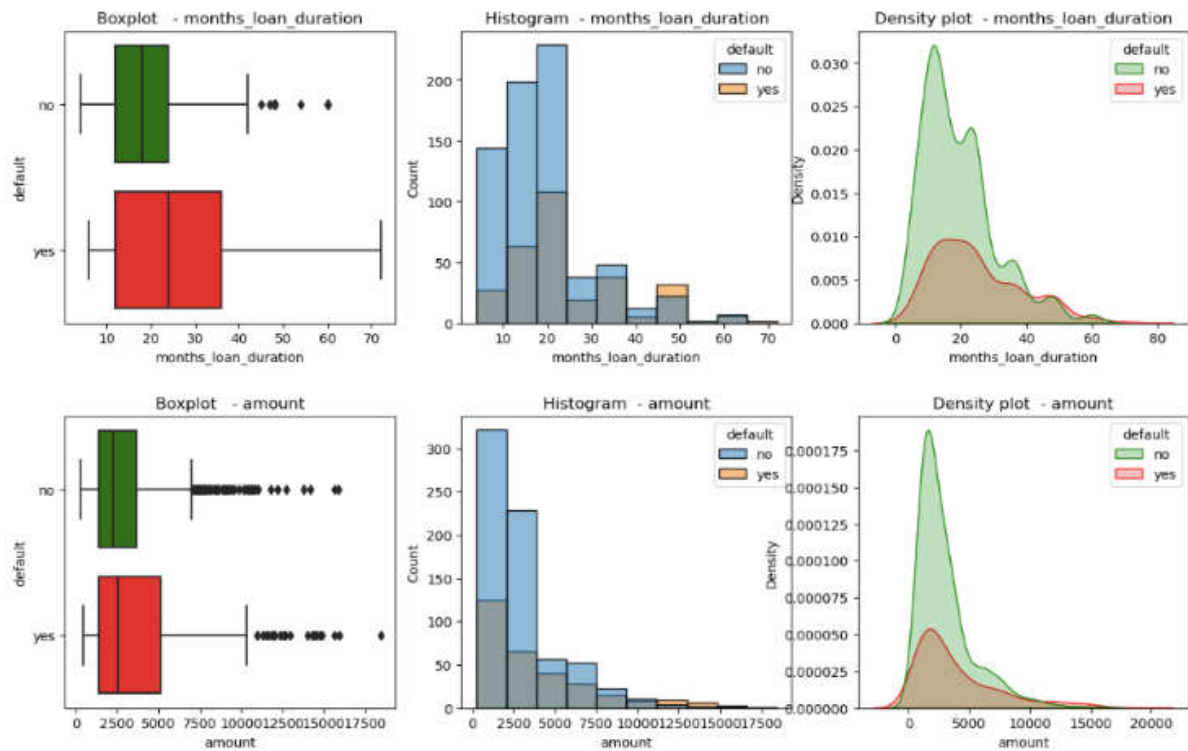 Boxplot - months_loan_duration
no
yes
default
10 20 30 40 50 60 70
months_loan_duration
Histogram - months_loan_duration
default
no
yes
200
150
100
50
0
Count
10 20 30 40 50 60 70
months_loan_duration
Density plot - months_loan_duration
default
no
yes
0.030
0.025
0.020
0.015
0.010
0.005
0.000
Density
0 20 40 60 80
months_loan_duration
Boxplot - amount
no
yes
default
0 2500 5000 7500 10000 12500 15000 17500
amount
Histogram - amount
default
no
yes
300
250
200
150
100
50
0
Count
0 2500 5000 7500 10000 12500 15000 17500
amount
Density plot - amount
default
no
yes
0.000175
0.000150
0.000125
0.000100
0.000075
0.000050
0.000025
0.000000
Density
0 5000 10000 15000 20000
amount